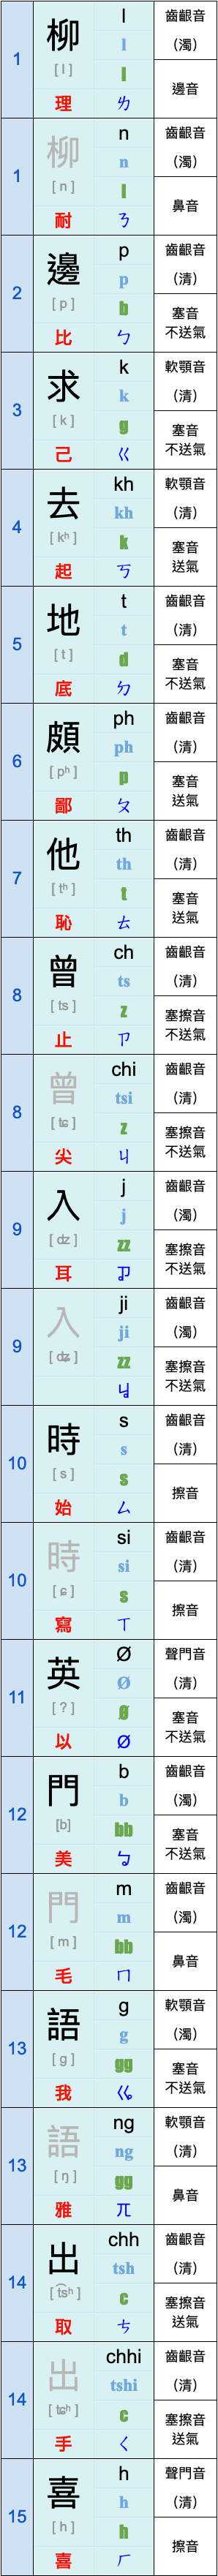 1
柳
[ l ]
理
l
l
l
ㄌ
齒齦音
（濁）
邊音
1
柳
[ n ]
耐
n
n
l
ㄋ
齒齦音
（濁）
鼻音
2
邊
[ p ]
比
p
p
b
ㄅ
齒齦音
（清）
塞音
不送氣
3
求
[ k ]
己
k
k
g
ㄍ
軟顎音
（清）
塞音
不送氣
4
去
[ kʰ ]
起
kh
kh
k
ㄎ
軟顎音
（清）
塞音
送氣
5
地
[ t ]
底
t
t
d
ㄉ
齒齦音
（清）
塞音
不送氣
6
頗
[ pʰ ]
鄙
ph
ph
p
ㄆ
齒齦音
（清）
塞音
送氣
7
他
[ tʰ ]
恥
th
th
t
ㄊ
齒齦音
（清）
塞音
送氣
8
曾
[ ʦ ]
止
ch
ts
z
ㄗ
齒齦音
（清）
塞擦音
不送氣
8
曾
[ ʨ ]
尖
chi
tsi
z
ㄐ
齒齦音
（清）
塞擦音
不送氣
9
入
[ ʣ ]
耳
j
j
zz
ㆡ
齒齦音
（濁）
塞擦音
不送氣
9
入
[ ʥ ]
ji
ji
zz
ㆢ
齒齦音
（濁）
塞擦音
不送氣
10
時
[ s ]
始
s
s
s
ㄙ
齒齦音
（清）
擦音
10
時
[ ɕ ]
寫
si
si
s
ㄒ
齒齦音
（清）
擦音
11
英
[ ʔ ]
以
Ø
Ø
Ø
Ø
聲門音
（清）
塞音
不送氣
12
門
[b]
美
b
b
bb
ㆠ
齒齦音
（濁）
塞音
不送氣
12
門
[ m ]
毛
m
m
bb
ㄇ
齒齦音
（濁）
鼻音
13
語
[ g ]
我
g
g
gg
ㆣ
軟顎音
（濁）
塞音
不送氣
13
語
[ ŋ ]
雅
ng
ng
gg
ㄫ
軟顎音
（清）
鼻音
14
出
[ t͡sʰ ]
取
chh
tsh
c
ㄘ
齒齦音
（清）
塞擦音
送氣
14
出
[ ʨʰ ]
手
chhi
tshi
c
ㄑ
齒齦音
（清）
塞擦音
送氣
15
喜
[ h ]
喜
h
h
h
ㄏ
聲門音
（清）
擦音